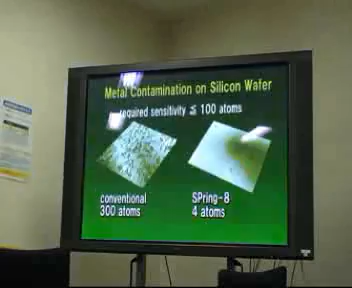 Metal Contamination on Silicon Wafer
required sensitivity ≦ 100 atoms
conventional
300 atoms
SPring-8
4 atoms